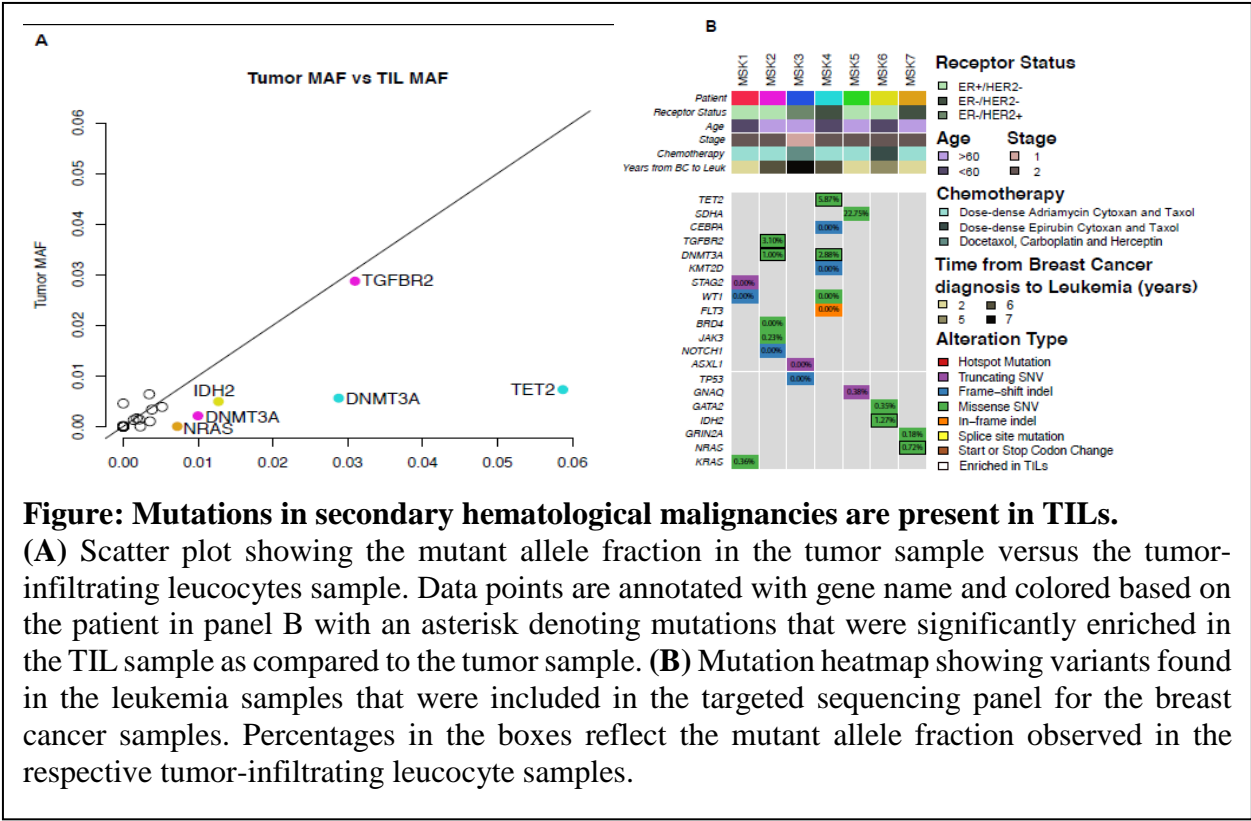 A
Tumor MAF vs TIL MAF
Tumor MAF
0.06
0.05
0.04
0.03
0.02
0.01
0.00
TGFBR2
IDH2
DNMT3A
TET2
DNMT3A
NRAS
0.00
0.01
0.02
0.03
0.04
0.05
0.06
B
MSK1
MSK2
MSK3
MSK4
MSK5
MSK6
MSK7
Patient
Receptor Status
Age
Stage
Chemotherapy
Years from BC to Leuk
TET2 5.87%
SDHA 22.75%
CEBPA 0.00%
TGFBR2 3.10%
DNMT3A 1.00% 2.88%
KMT2D 0.00%
STAG2 0.00%
WT1 0.00% 0.00%
FLT3 0.00%
BRD4 0.00%
JAK3 0.23%
NOTCH1 0.00%
ASXL1 0.00%
TP53 0.00%
GNAQ 0.38%
GATA2 0.35%
IDH2 1.27%
GRIN2A 0.18%
NRAS 0.72%
KRAS 0.36%
Receptor Status
ER+/HER2-
ER-/HER2-
ER-/HER2+
Age Stage
>60 1
<60 2
Chemotherapy
Dose-dense Adriamycin Cytoxan and Taxol
Dose-dense Epirubin Cytoxan and Taxol
Docetaxol, Carboplatin and Herceptin
Time from Breast Cancer
diagnosis to Leukemia (years)
2 6
5 7
Alteration Type
Hotspot Mutation
Truncating SNV
Frame-shift indel
Missense SNV
In-frame indel
Splice site mutation
Start or Stop Codon Change
Enriched in TILs
Figure: Mutations in secondary hematological malignancies are present in TILs.
(A) Scatter plot showing the mutant allele fraction in the tumor sample versus the tumor-
infiltrating leucocytes sample. Data points are annotated with gene name and colored based on
the patient in panel B with an asterisk denoting mutations that were significantly enriched in
the TIL sample as compared to the tumor sample. (B) Mutation heatmap showing variants found
in the leukemia samples that were included in the targeted sequencing panel for the breast
cancer samples. Percentages in the boxes reflect the mutant allele fraction observed in the
respective tumor-infiltrating leucocyte samples.